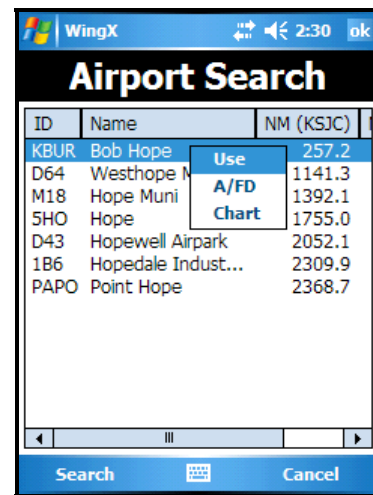 WingX 2:30 ok
Airport Search
ID Name NM (KSJC)
KBUR Bob Hope 257.2
D64 Westhope 1141.3
M18 Hope Muni 1392.1
5HO Hope 1755.0
D43 Hopewell Airpark 2052.1
1B6 Hopedale Indust... 2309.9
PAPO Point Hope 2368.7
Use
A/FD
Chart
Search Cancel